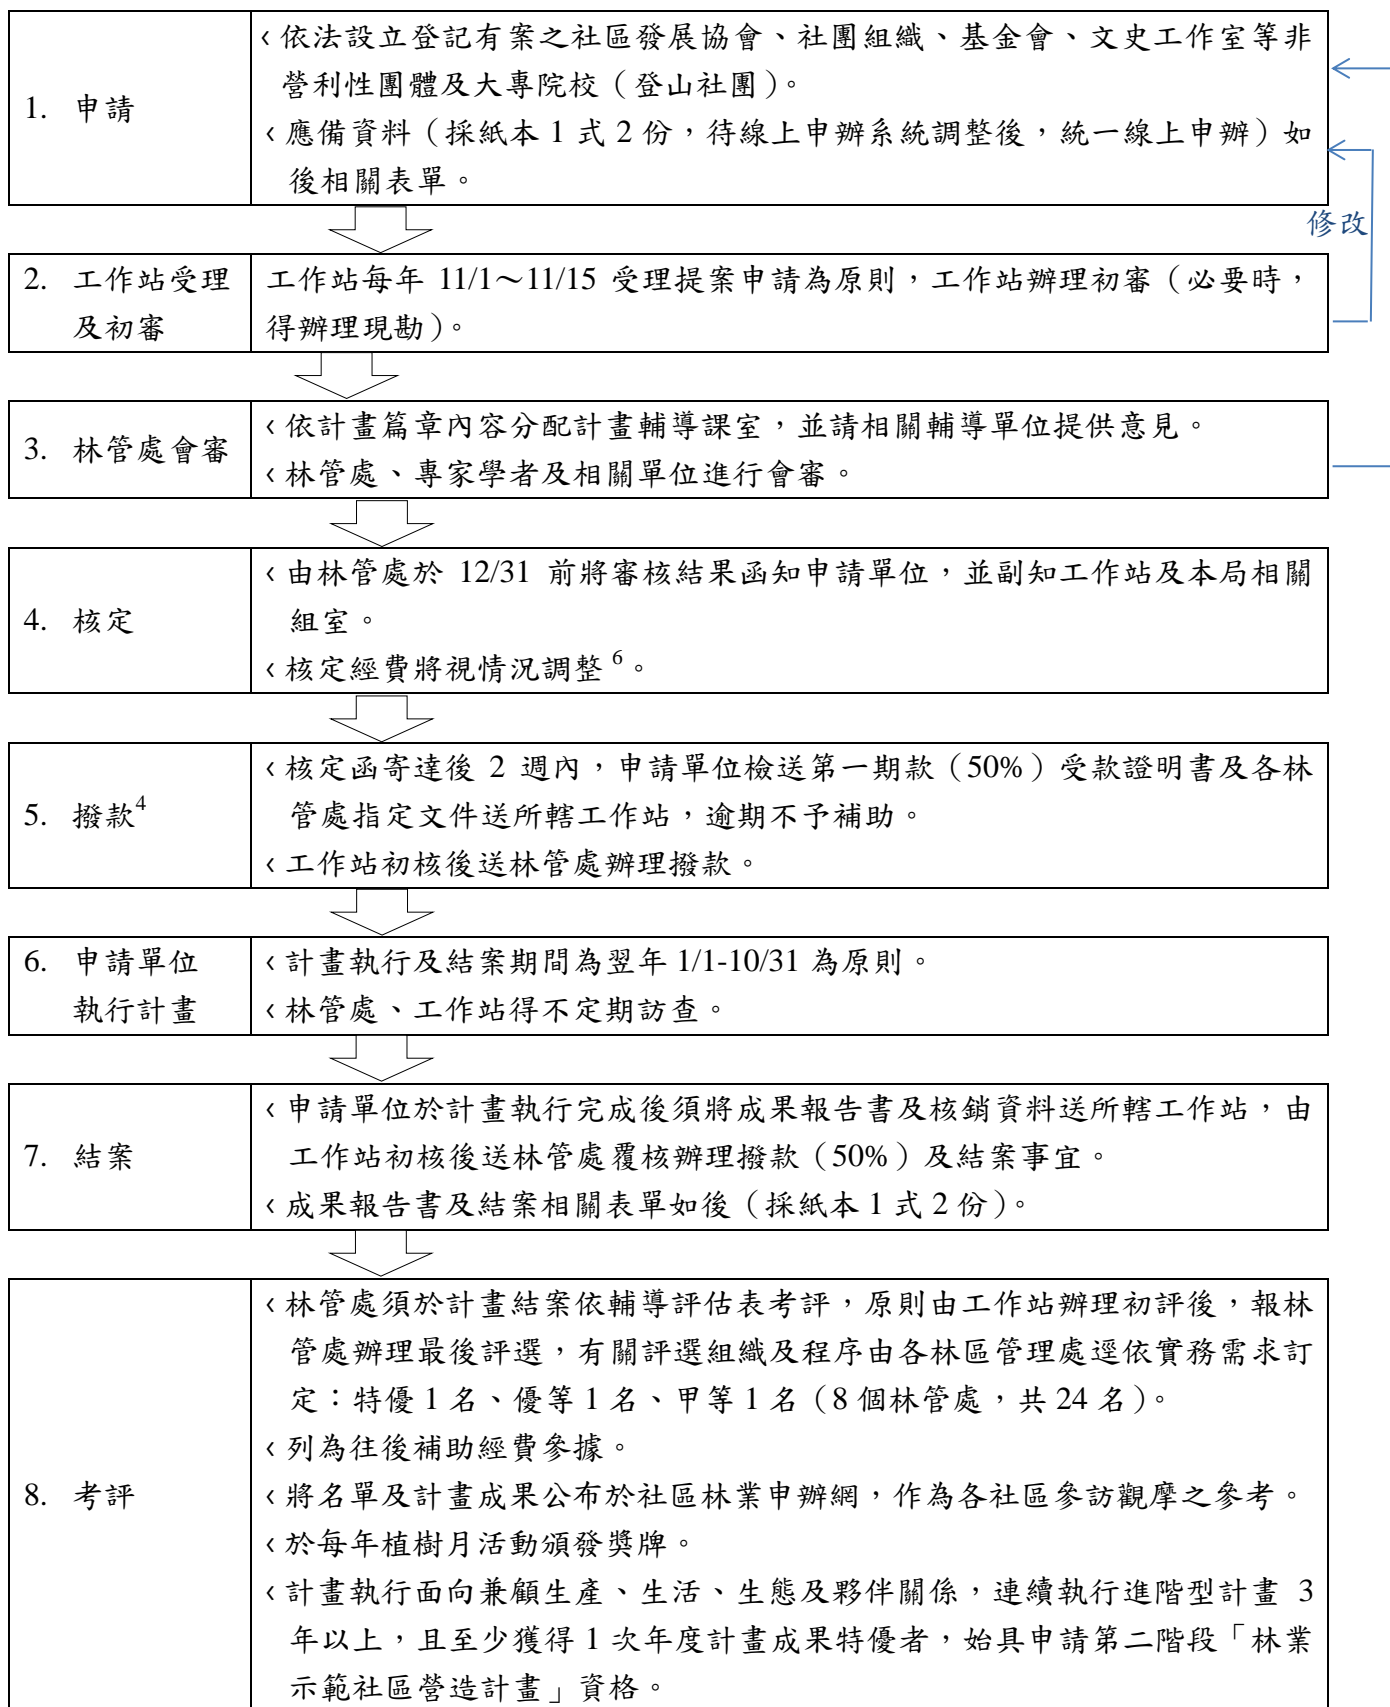 1. 申請
‹依法設立登記有案之社區發展協會、社團組織、基金會、文史工作室等非
營利性團體及大專院校（登山社團）。
‹應備資料（採紙本 1 式 2 份，待線上申辦系統調整後，統一線上申辦）如
後相關表單。
修改
2. 工作站受理
及初審
工作站每年 11/1～11/15 受理提案申請為原則，工作站辦理初審（必要時，
得辦理現勘）。
3. 林管處會審
‹依計畫篇章內容分配計畫輔導課室，並請相關輔導單位提供意見。
‹林管處、專家學者及相關單位進行會審。
4. 核定
‹由林管處於 12/31 前將審核結果函知申請單位，並副知工作站及本局相關
組室。
‹核定經費將視情況調整⁶。
5. 撥款⁴
‹核定函寄達後 2 週內，申請單位檢送第一期款（50%）受款證明書及各林
管處指定文件送所轄工作站，逾期不予補助。
‹工作站初核後送林管處辦理撥款。
6. 申請單位
執行計畫
‹計畫執行及結案期間為翌年 1/1-10/31 為原則。
‹林管處、工作站得不定期訪查。
7. 結案
‹申請單位於計畫執行完成後須將成果報告書及核銷資料送所轄工作站，由
工作站初核後送林管處覆核辦理撥款（50%）及結案事宜。
‹成果報告書及結案相關表單如後（採紙本 1 式 2 份）。
8. 考評
‹林管處須於計畫結案依輔導評估表考評，原則由工作站辦理初評後，報林
管處辦理最後評選，有關評選組織及程序由各林區管理處逕依實務需求訂
定：特優 1 名、優等 1 名、甲等 1 名（8 個林管處，共 24 名）。
‹列為往後補助經費參據。
‹將名單及計畫成果公布於社區林業申辦網，作為各社區參訪觀摩之參考。
‹於每年植樹月活動頒發獎牌。
‹計畫執行面向兼顧生產、生活、生態及夥伴關係，連續執行進階型計畫 3
年以上，且至少獲得 1 次年度計畫成果特優者，始具申請第二階段「林業
示範社區營造計畫」資格。